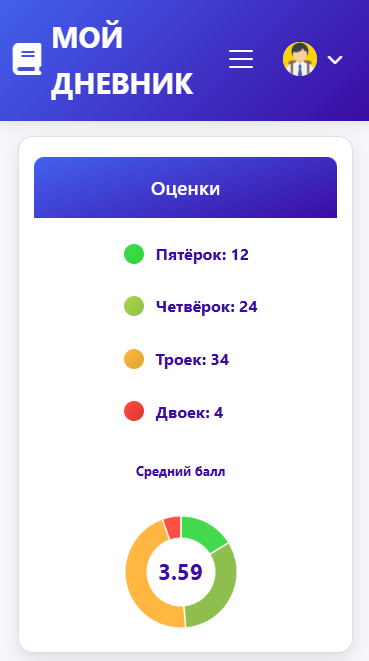 МОЙ
ДНЕВНИК
Оценки
Пятёрок: 12
Четвёрок: 24
Троек: 34
Двоек: 4
Средний балл
3.59